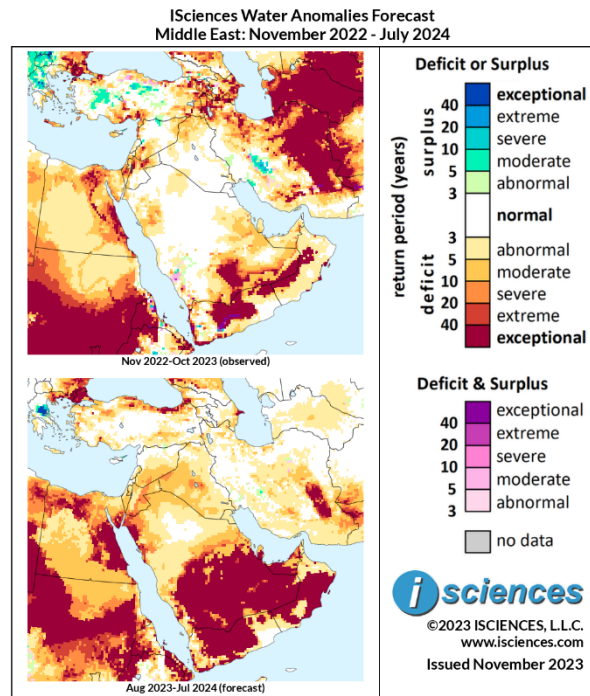 ISciences Water Anomalies Forecast
Middle East: November 2022 - July 2024
Nov 2022-Oct 2023 (observed)
Aug 2023-Jul 2024 (forecast)
Deficit or Surplus
return period (years)
surplus
deficit
exceptional
40
extreme
20
severe
10
moderate
5
abnormal
3
normal
3
abnormal
5
moderate
10
severe
20
extreme
40
exceptional
Deficit & Surplus
exceptional
40
extreme
20
severe
10
moderate
5
abnormal
3
no data
isciences
©2023 ISCIENCES, L.L.C.
www.isciences.com
Issued November 2023